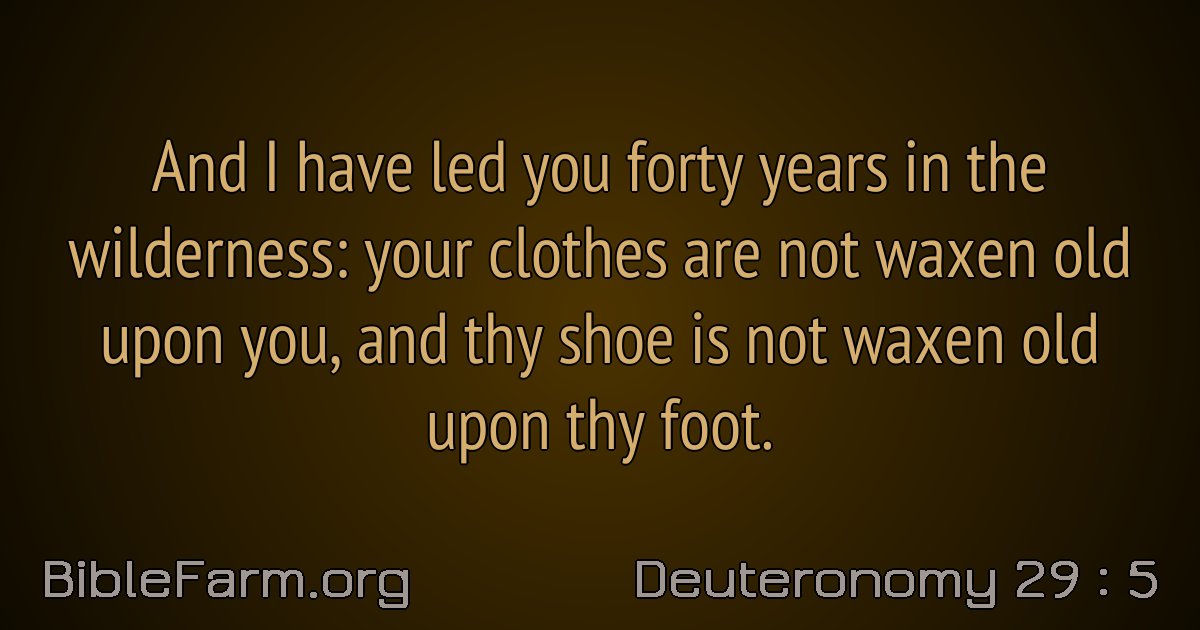 And I have led you forty years in the
wilderness: your clothes are not waxen old
upon you, and thy shoe is not waxen old
upon thy foot.
BibleFarm.org
Deuteronomy 29 : 5